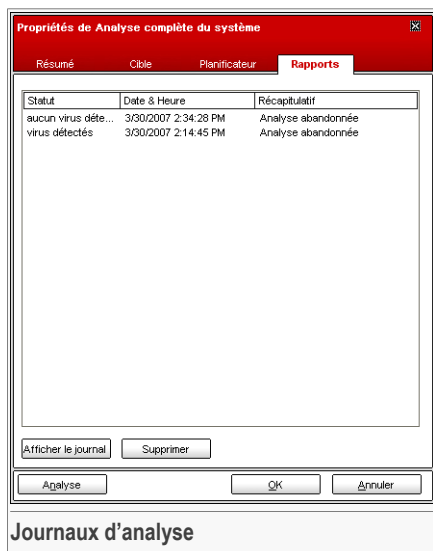 Propriétés de Analyse complète du système
Résumé Cible Planificateur Rapports
Statut Date & Heure Récapitulatif
aucun virus déte... 3/30/2007 2:34:28 PM Analyse abandonnée
virus détectés 3/30/2007 2:14:45 PM Analyse abandonnée
Afficher le journal Supprimer
Analyse OK Annuler
Journaux d'analyse